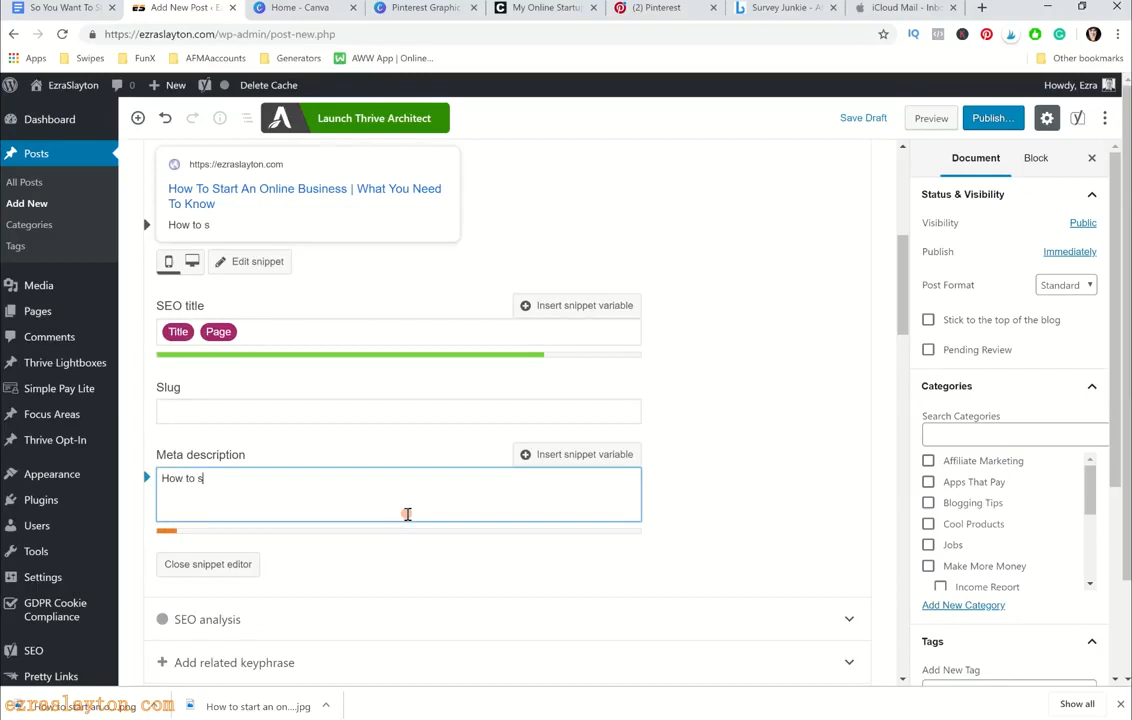 So You Want To S
Add New Post ‹ E
Home - Canva
Pinterest Graphic
My Online Startu
(2) Pinterest
Survey Junkie - A
iCloud Mail - Inb
https://ezraslayton.com/wp-admin/post-new.php
Apps
Swipes
FunX
AFMAaccounts
Generators
AWW App | Online...
Other bookmarks
EzraSlayton
0
New
Delete Cache
Howdy, Ezra
Dashboard
Posts
All Posts
Add New
Categories
Tags
Media
Pages
Comments
Thrive Lightboxes
Simple Pay Lite
Focus Areas
Thrive Opt-In
Appearance
Plugins
Users
Tools
Settings
GDPR Cookie
Compliance
SEO
Pretty Links
Launch Thrive Architect
Save Draft
Preview
Publish...
https://ezraslayton.com
How To Start An Online Business | What You Need
To Know
How to s
Edit snippet
SEO title
Insert snippet variable
Title
Page
Slug
Meta description
Insert snippet variable
How to s
Close snippet editor
SEO analysis
Add related keyphrase
Document
Block
Status & Visibility
Visibility
Public
Publish
Immediately
Post Format
Standard
Stick to the top of the blog
Pending Review
Categories
Search Categories
Affiliate Marketing
Apps That Pay
Blogging Tips
Cool Products
Jobs
Make More Money
Income Report
Add New Category
Tags
Add New Tag
ezraslayton.com
How to start an on....jpg
Show all